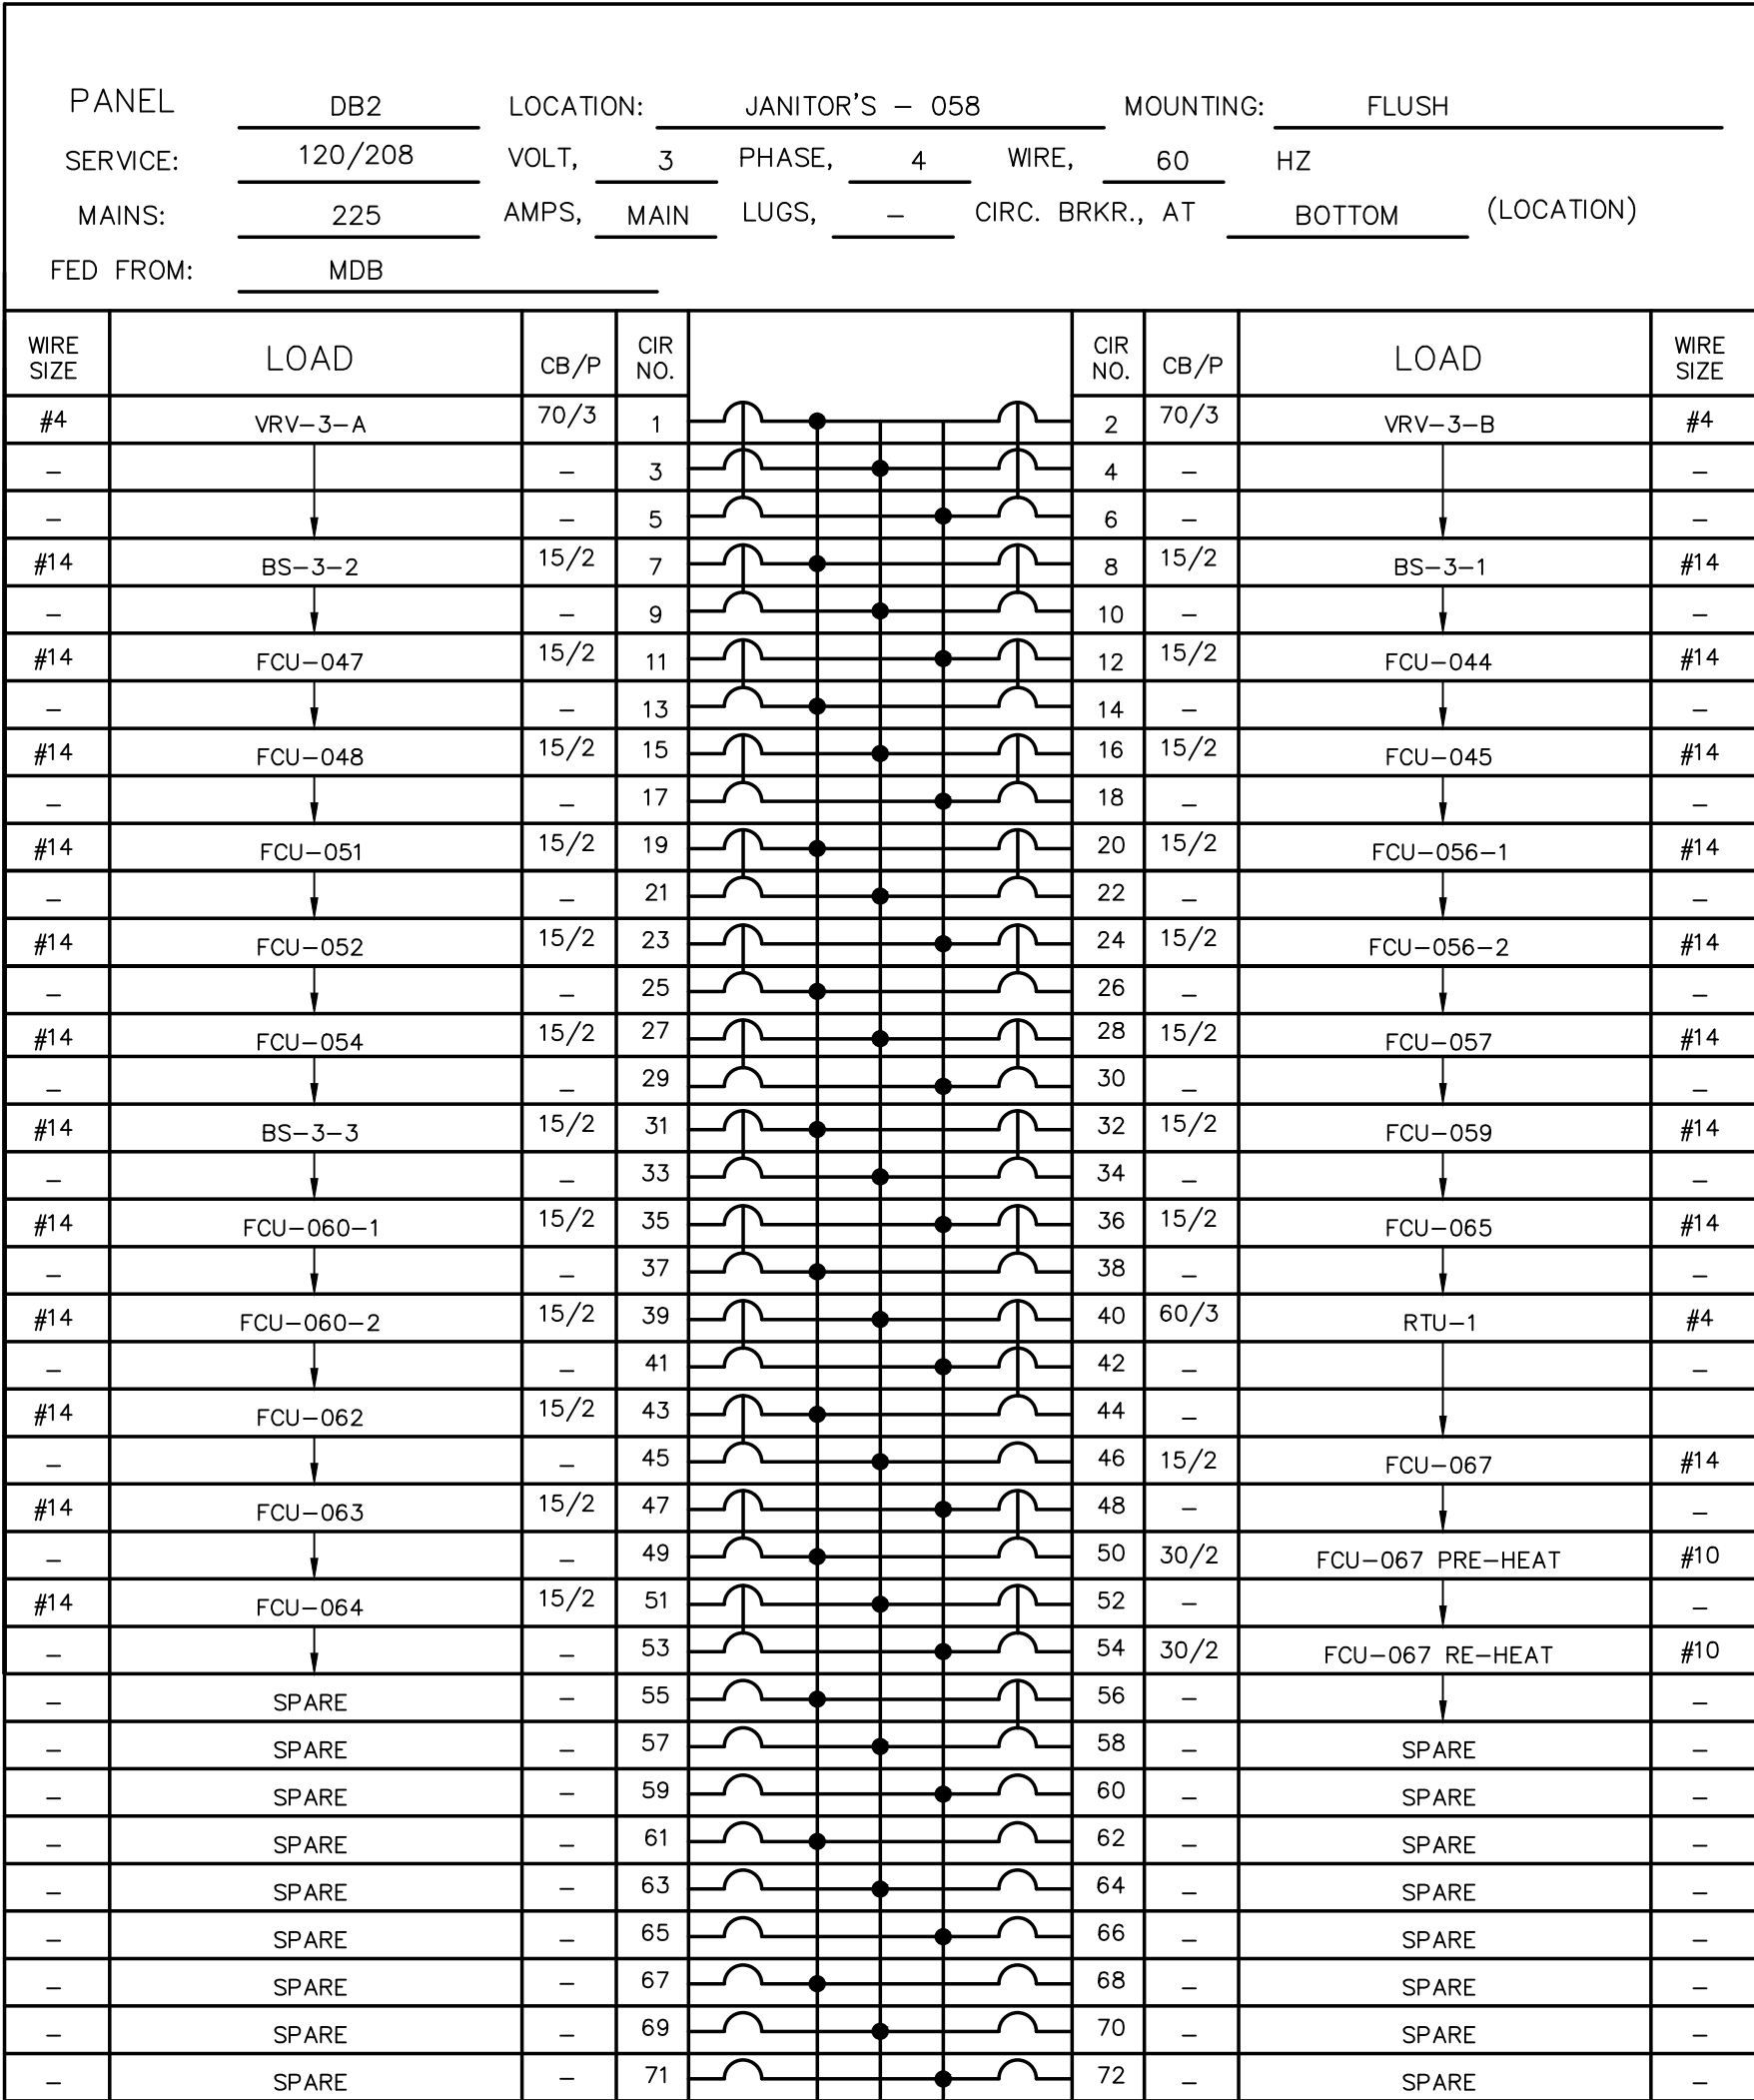 PANEL DB2 LOCATION: JANITOR'S - 058 MOUNTING: FLUSH
SERVICE: 120/208 VOLT, 3 PHASE, 4 WIRE, 60 HZ
MAINS: 225 AMPS, MAIN LUGS, - CIRC. BRKR., AT BOTTOM (LOCATION)
FED FROM: MDB
WIRE SIZE LOAD CB/P CIR NO. CIR NO. CB/P LOAD WIRE SIZE
#4 VRV-3-A 70/3 1 2 70/3 VRV-3-B #4
- - 3 4 - -
- - 5 6 - -
#14 BS-3-2 15/2 7 8 15/2 BS-3-1 #14
- - 9 10 - -
#14 FCU-047 15/2 11 12 15/2 FCU-044 #14
- - 13 14 - -
#14 FCU-048 15/2 15 16 15/2 FCU-045 #14
- - 17 18 - -
#14 FCU-051 15/2 19 20 15/2 FCU-056-1 #14
- - 21 22 - -
#14 FCU-052 15/2 23 24 15/2 FCU-056-2 #14
- - 25 26 - -
#14 FCU-054 15/2 27 28 15/2 FCU-057 #14
- - 29 30 - -
#14 BS-3-3 15/2 31 32 15/2 FCU-059 #14
- - 33 34 - -
#14 FCU-060-1 15/2 35 36 15/2 FCU-065 #14
- - 37 38 - -
#14 FCU-060-2 15/2 39 40 60/3 RTU-1 #4
- - 41 42 - -
#14 FCU-062 15/2 43 44 -
- - 45 46 15/2 FCU-067 #14
#14 FCU-063 15/2 47 48 - -
- - 49 50 30/2 FCU-067 PRE-HEAT #10
#14 FCU-064 15/2 51 52 - -
- - 53 54 30/2 FCU-067 RE-HEAT #10
- SPARE - 55 56 - -
- SPARE - 57 58 - SPARE -
- SPARE - 59 60 - SPARE -
- SPARE - 61 62 - SPARE -
- SPARE - 63 64 - SPARE -
- SPARE - 65 66 - SPARE -
- SPARE - 67 68 - SPARE -
- SPARE - 69 70 - SPARE -
- SPARE - 71 72 - SPARE -